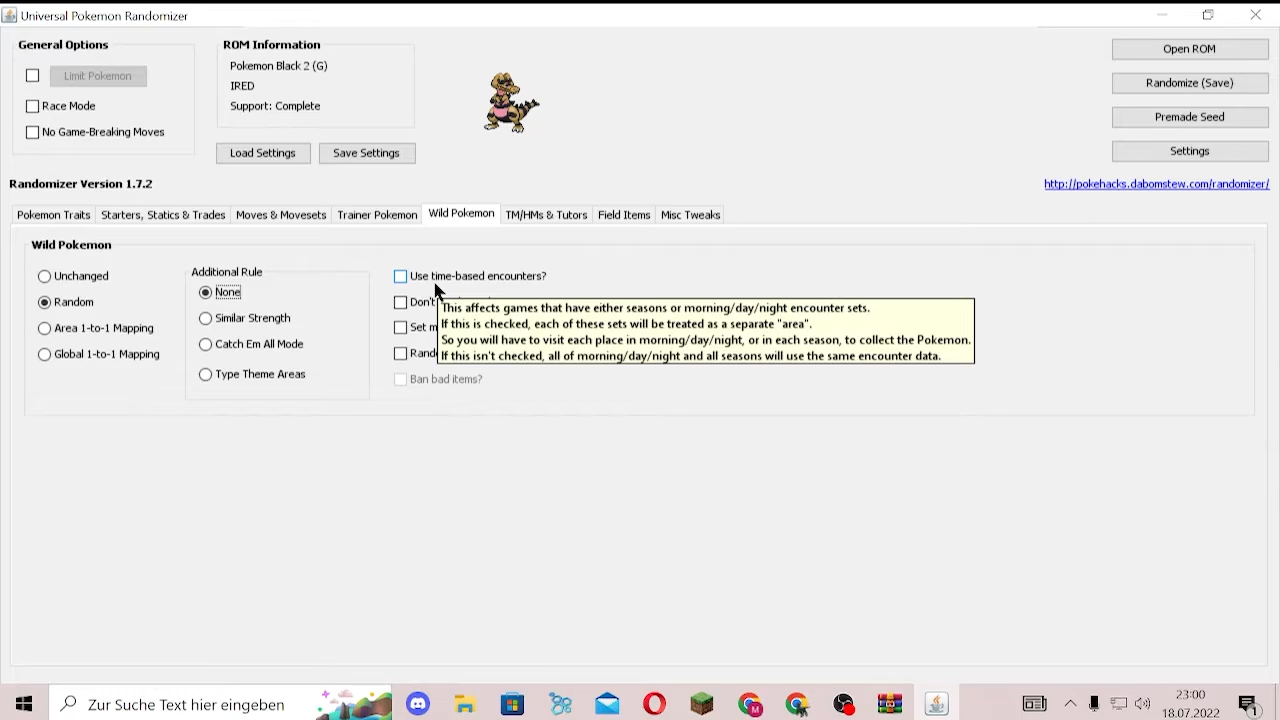 Universal Pokemon Randomizer
General Options
Limit Pokemon
Race Mode
No Game-Breaking Moves
ROM Information
Pokemon Black 2 (G)
IRED
Support: Complete
Load Settings
Save Settings
Open ROM
Randomize (Save)
Premade Seed
Settings
Randomizer Version 1.7.2
http://pokehacks.dabomstew.com/randomizer/
Pokemon Traits
Starters, Statics & Trades
Moves & Movesets
Trainer Pokemon
Wild Pokemon
TM/HMs & Tutors
Field Items
Misc Tweaks
Wild Pokemon
Unchanged
Random
Area 1-to-1 Mapping
Global 1-to-1 Mapping
Additional Rule
None
Similar Strength
Catch Em All Mode
Type Theme Areas
Use time-based encounters?
Don't
Set m
Rand
Ban bad items?
This affects games that have either seasons or morning/day/night encounter sets.
If this is checked, each of these sets will be treated as a separate "area".
So you will have to visit each place in morning/day/night, or in each season, to collect the Pokemon.
If this isn't checked, all of morning/day/night and all seasons will use the same encounter data.
Zur Suche Text hier eingeben
23:00
18.07.2022
1